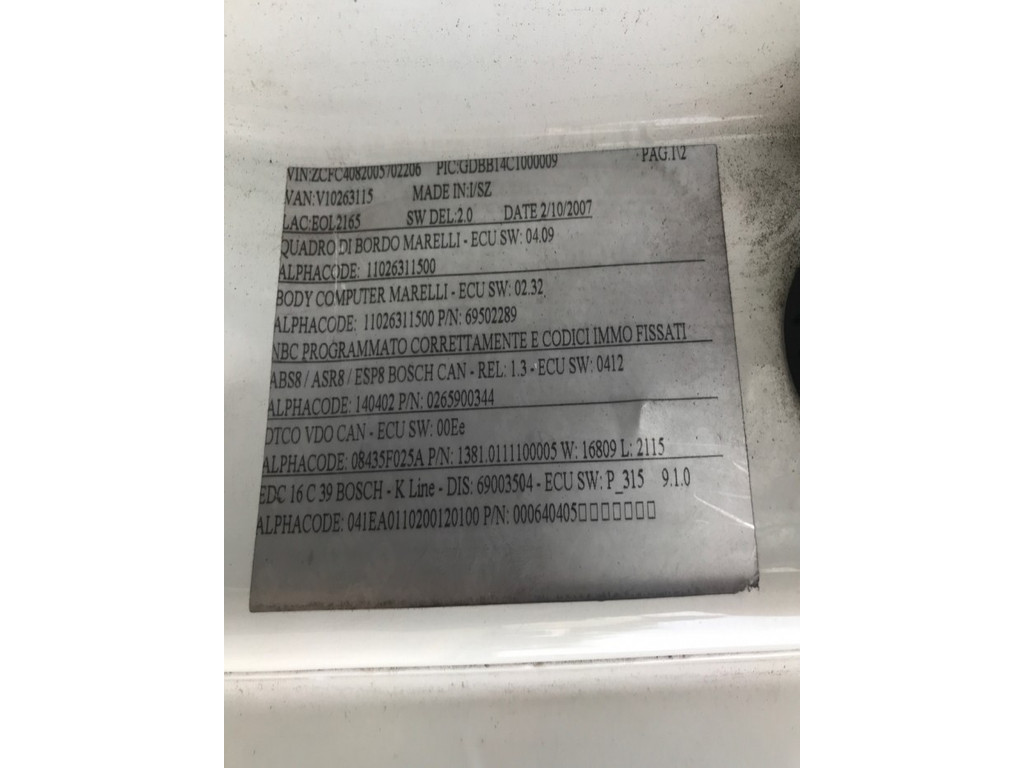 VIN:ZCFC4082005702206 PIC:GDBB14C1000009 PAG.1\2
VAN:V10263115 MADE IN:I/SZ
LAC:EOL2165 SW DEL:2.0 DATE 2/10/2007
QUADRO DI BORDO MARELLI - ECU SW: 04.09
ALPHACODE: 11026311500
BODY COMPUTER MARELLI - ECU SW: 02.32
ALPHACODE: 11026311500 P/N: 69502289
NBC PROGRAMMATO CORRETTAMENTE E CODICI IMMO FISSATI
ABS8 / ASR8 / ESP8 BOSCH CAN - REL: 1.3 - ECU SW: 0412
ALPHACODE: 140402 P/N: 0265900344
DTCO VDO CAN - ECU SW: 00Ee
ALPHACODE: 08435F025A P/N: 1381.0111100005 W: 16809 L: 2115
EDC 16 C 39 BOSCH - K Line - DIS: 69003504 - ECU SW: P_315 9.1.0
ALPHACODE: 041EA0110200120100 P/N: 000640405□□□□□□□